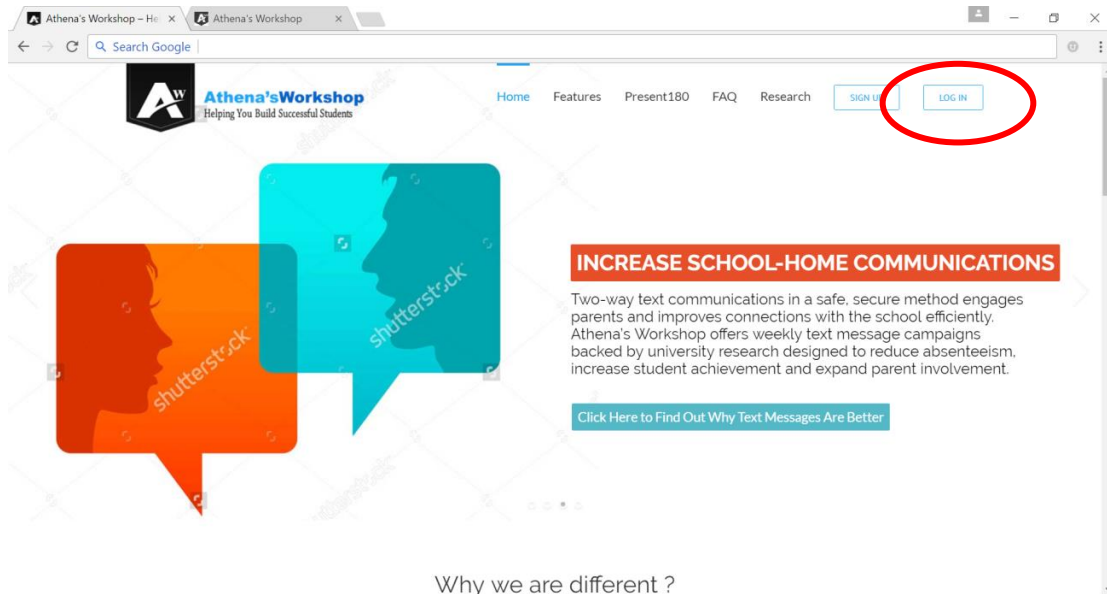 Athena's Workshop – He
Athena's Workshop
Search Google
AW
Athena'sWorkshop
Helping You Build Successful Students
Home Features Present180 FAQ Research SIGN U LOG IN
INCREASE SCHOOL-HOME COMMUNICATIONS
Two-way text communications in a safe, secure method engages
parents and improves connections with the school efficiently.
Athena's Workshop offers weekly text message campaigns
backed by university research designed to reduce absenteeism,
increase student achievement and expand parent involvement.
shutterstock
shutterstock
Click Here to Find Out Why Text Messages Are Better
Why we are different ?